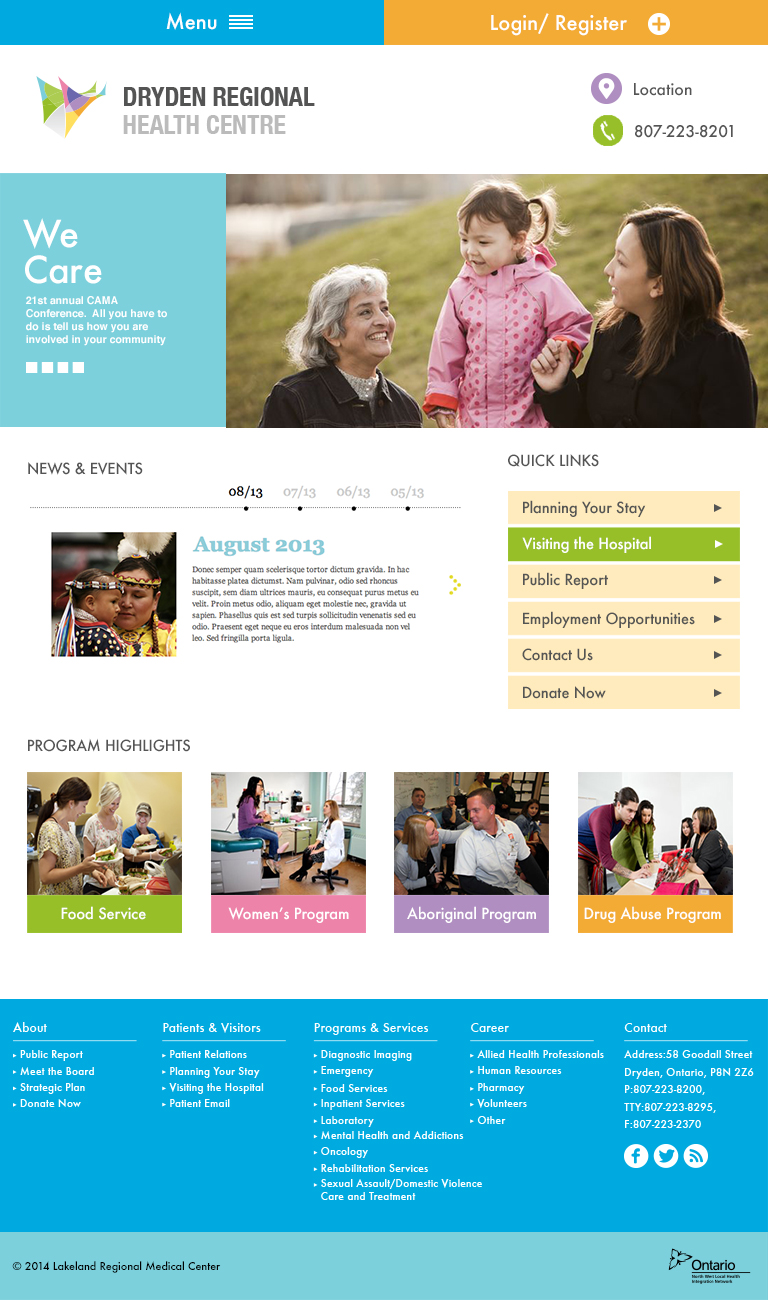 Menu
Login/ Register
DRYDEN REGIONAL
HEALTH CENTRE
Location
807-223-8201
We
Care
21st annual CAMA
Conference. All you have to
do is tell us how you are
involved in your community
NEWS & EVENTS
08/13 07/13 06/13 05/13
August 2013
Donec semper quam scelerisque tortor dictum gravida. In hac
habitasse platea dictumst. Nam pulvinar, odio sed rhoncus
suscipit, sem diam ultrices mauris, eu consequat purus metus eu
velit. Proin metus odio, aliquam eget molestie nec, gravida ut
sapien. Phasellus quis est sed turpis sollicitudin venenatis sed eu
odio. Praesent eget neque eu eros interdum malesuada non vel
leo. Sed fringilla porta ligula.
QUICK LINKS
Planning Your Stay
Visiting the Hospital
Public Report
Employment Opportunities
Contact Us
Donate Now
PROGRAM HIGHLIGHTS
Food Service
Women's Program
Aboriginal Program
Drug Abuse Program
About
Public Report
Meet the Board
Strategic Plan
Donate Now
Patients & Visitors
Patient Relations
Planning Your Stay
Visiting the Hospital
Patient Email
Programs & Services
Diagnostic Imaging
Emergency
Food Services
Inpatient Services
Laboratory
Mental Health and Addictions
Oncology
Rehabilitation Services
Sexual Assault/Domestic Violence
Care and Treatment
Career
Allied Health Professionals
Human Resources
Pharmacy
Volunteers
Other
Contact
Address:58 Goodall Street
Dryden, Ontario, P8N 2Z6
P:807-223-8200,
TTY:807-223-8295,
F:807-223-2370
© 2014 Lakeland Regional Medical Center
Ontario
North West Local Health
Integration Network